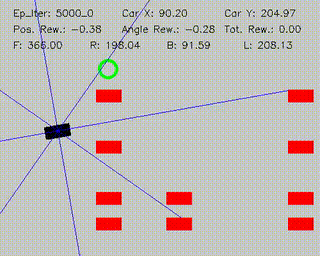 Ep_Iter: 5000_0 Car X: 90.20 Car Y: 204.97
Pos. Rew.: -0.38 Angle Rew.: -0.28 Tot. Rew.: 0.00
F: 366.00 R: 198.04 B: 91.59 L: 208.13